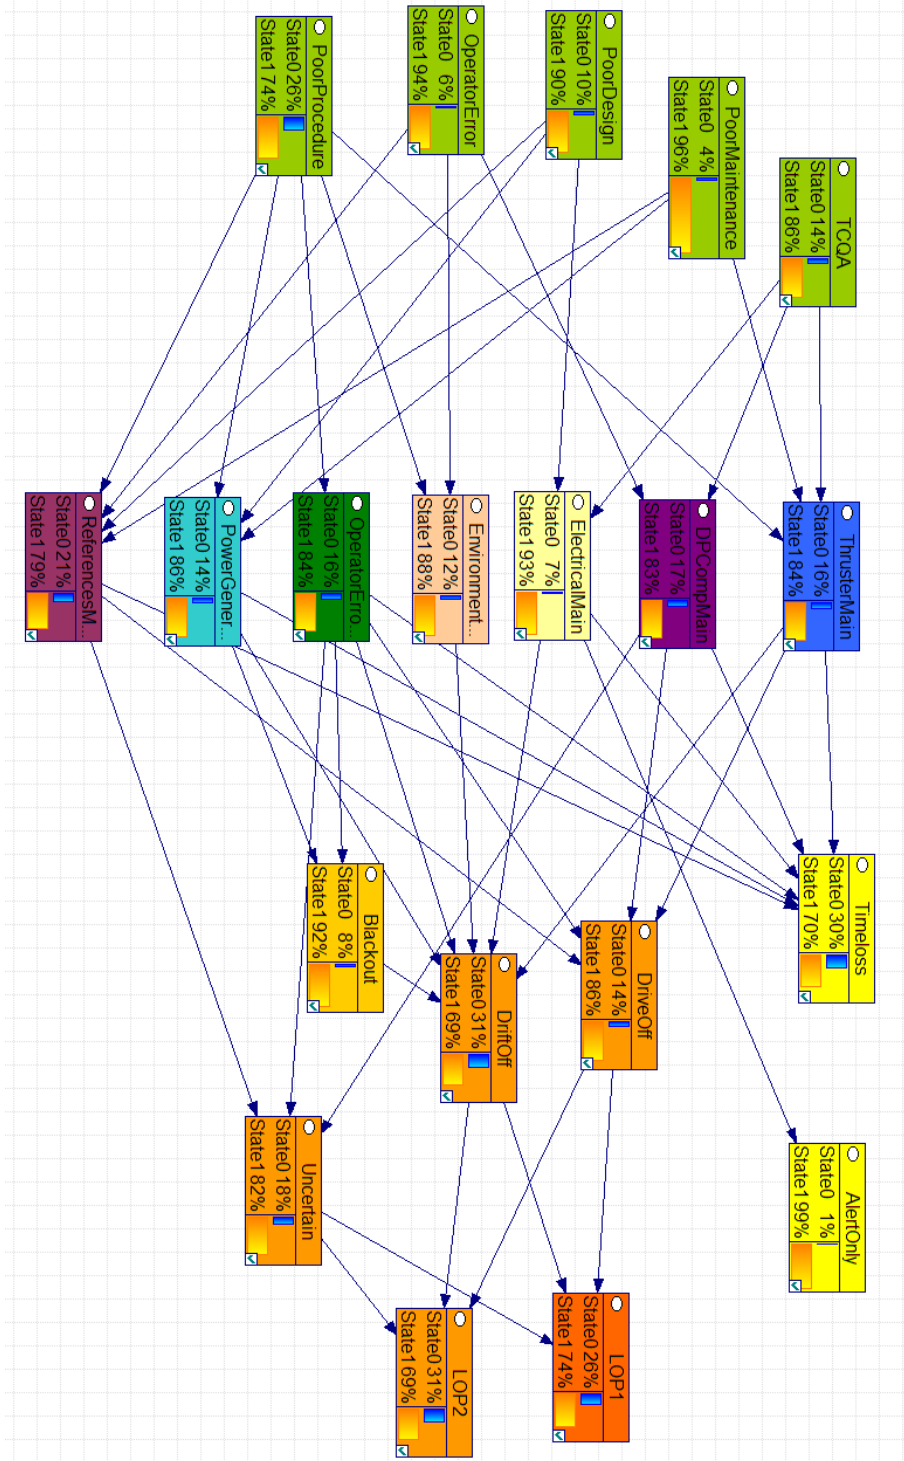 PoorProcedure
State0 26%
State1 74%
OperatorError
State0 6%
State1 94%
PoorDesign
State0 10%
State1 90%
PoorMaintenance
State0 4%
State1 96%
TCQA
State0 14%
State1 86%
ReferencesM...
State0 21%
State1 79%
PowerGener...
State0 14%
State1 86%
OperatorErro...
State0 16%
State1 84%
Environment...
State0 12%
State1 88%
ElectricalMain
State0 7%
State1 93%
DPCompMain
State0 17%
State1 83%
ThrusterMain
State0 16%
State1 84%
Blackout
State0 8%
State1 92%
DriftOff
State0 31%
State1 69%
DriveOff
State0 14%
State1 86%
Timeloss
State0 30%
State1 70%
Uncertain
State0 18%
State1 82%
AlertOnly
State0 1%
State1 99%
LOP2
State0 31%
State1 69%
LOP1
State0 26%
State1 74%